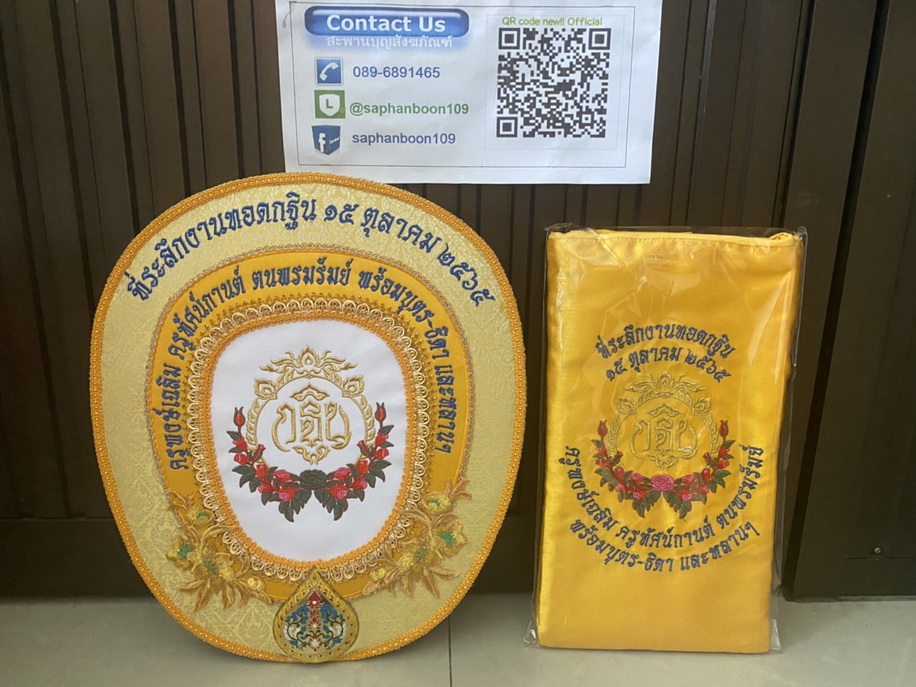 Contact Us
สะพานบุญสังฆภัณฑ์
089-6891465
@saphanboon109
saphanboon109
QR code new!! Official
ที่ระลึกงานทอดกฐิน ๑๕ ตุลาคม ๒๕๖๕
ครูพงษ์เฉลิม ครูทัศน์กานต์ ตนพรมรัมย์ พร้อมบุตร-ธิดา และหลานๆ
ที่ระลึกงานทอดกฐิน
๑๕ ตุลาคม ๒๕๖๕
ครูพงษ์เฉลิม ครูทัศน์กานต์ ตนพรมรัมย์
พร้อมบุตร-ธิดา และหลานๆ